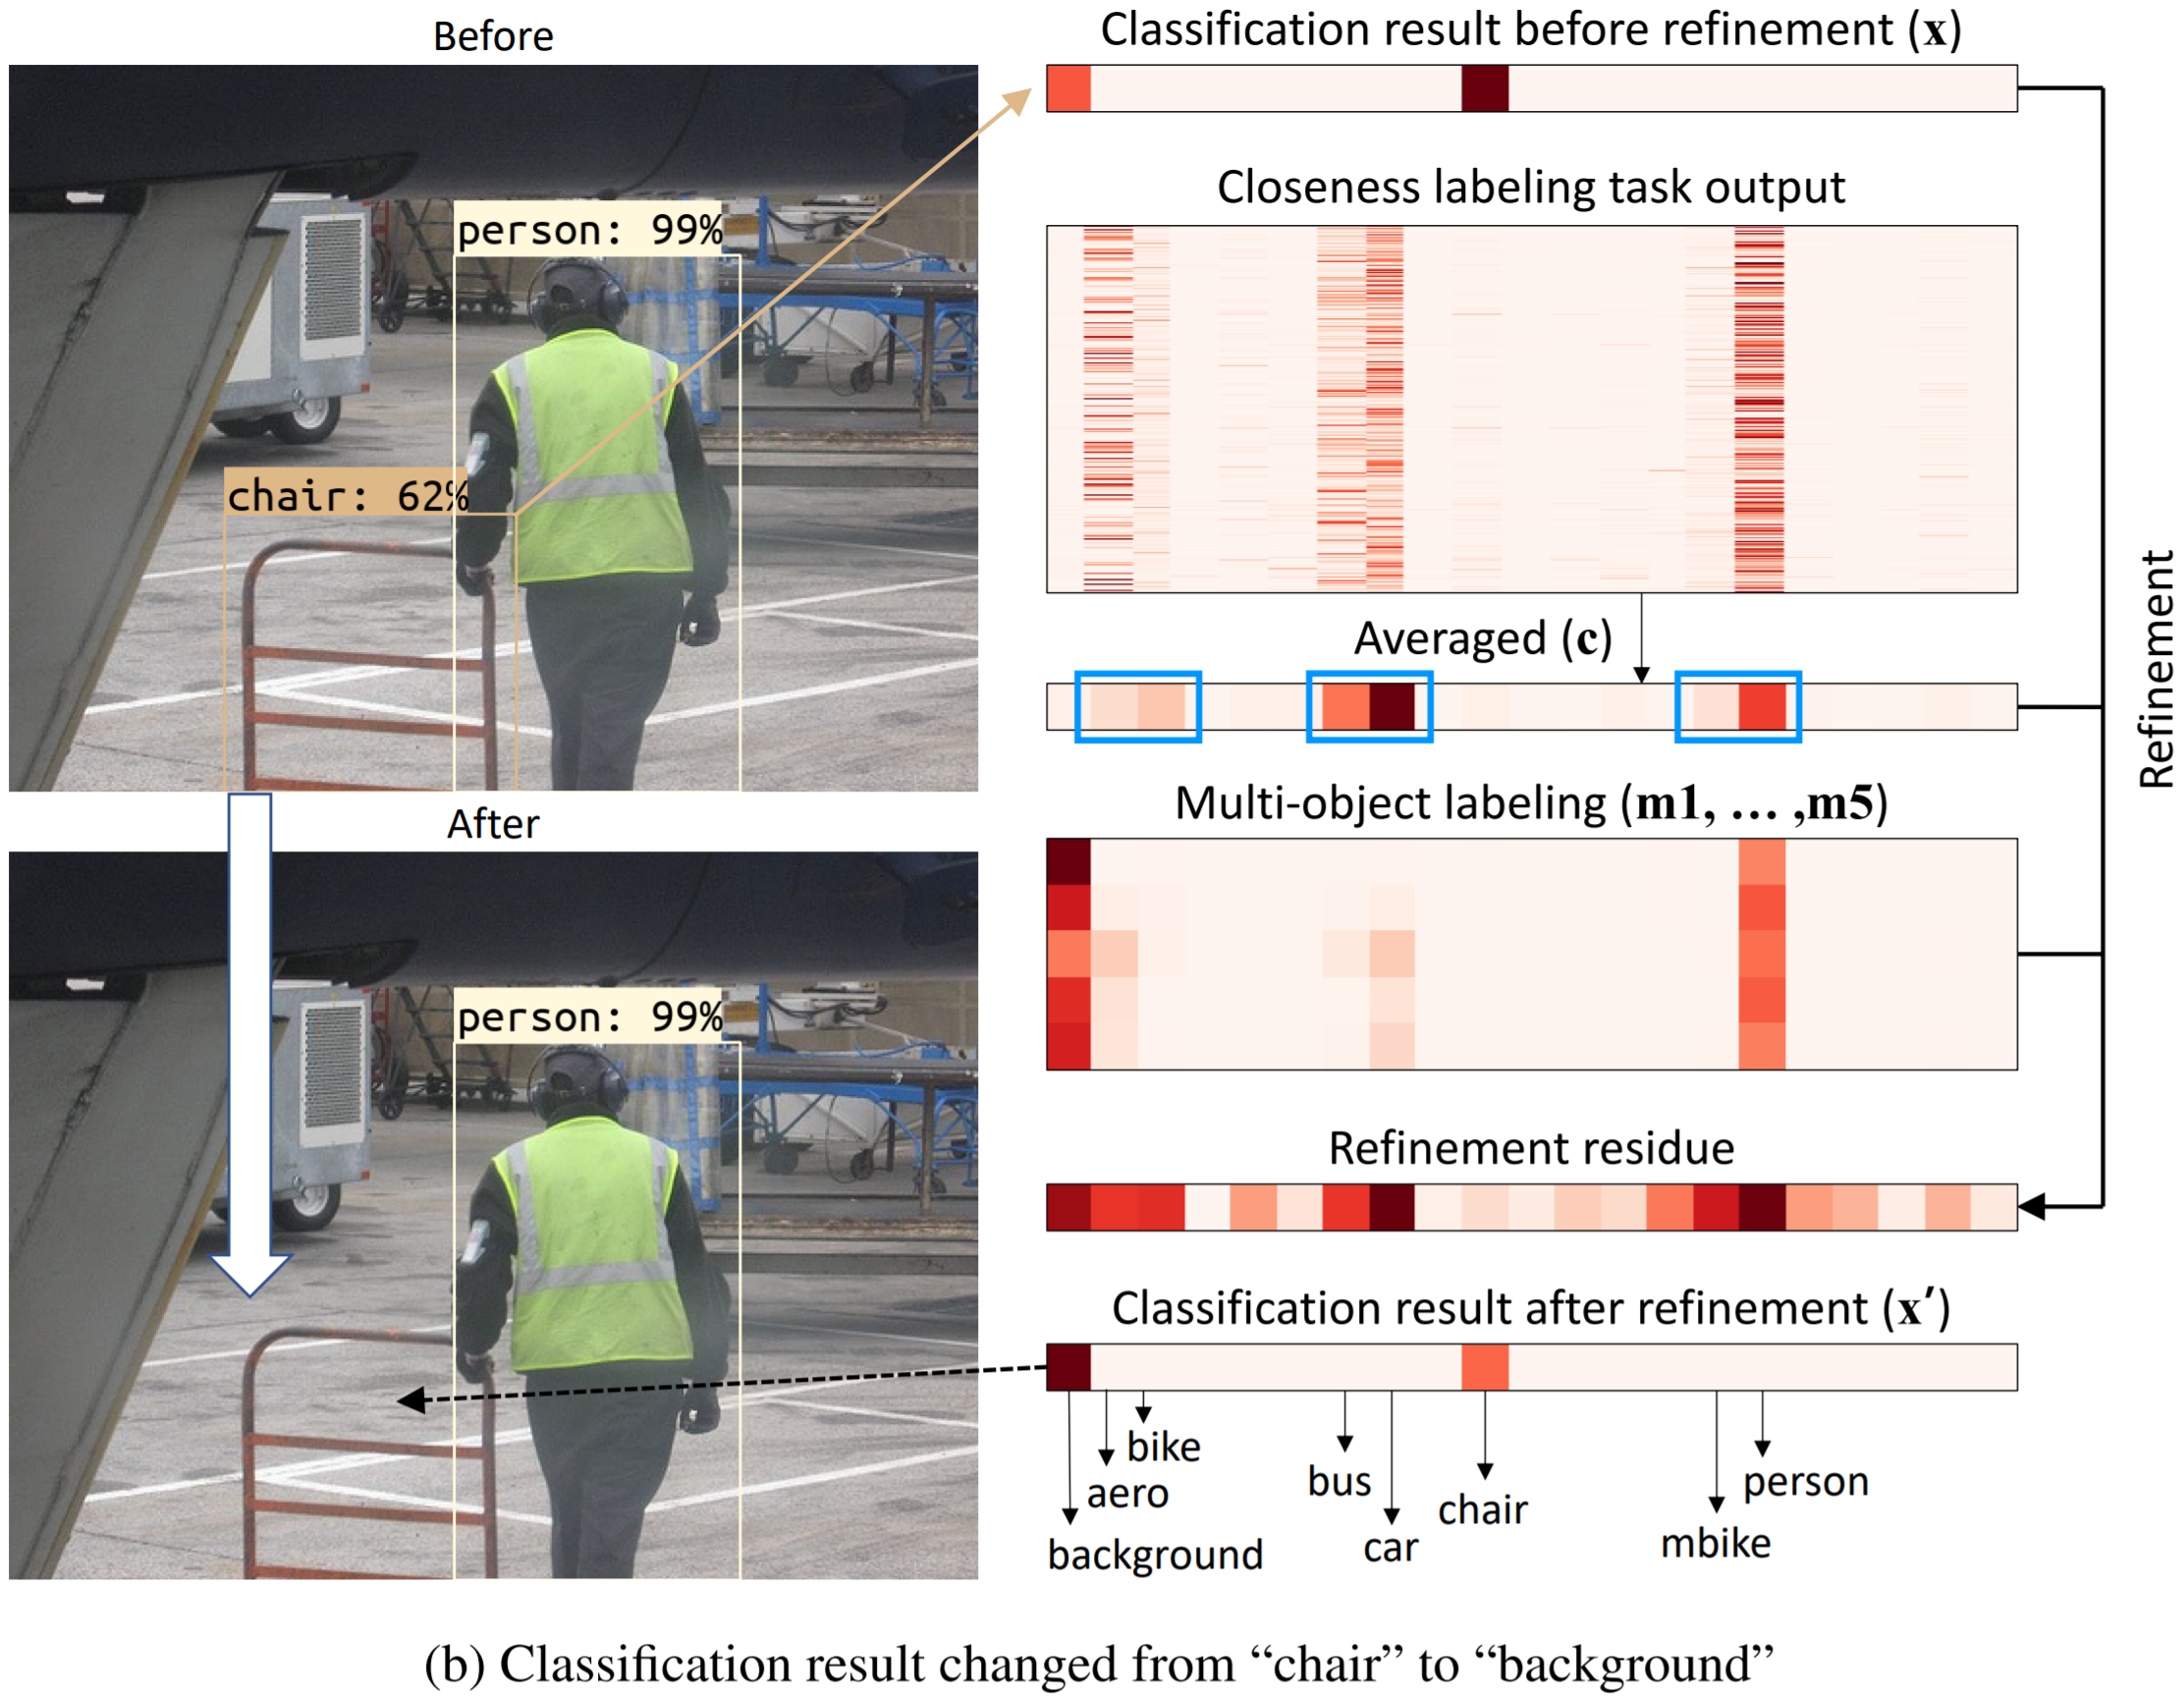 Before
person: 99%
chair: 62%
After
person: 99%
Classification result before refinement (x)
Closeness labeling task output
Averaged (c)
Multi-object labeling (m1, … ,m5)
Refinement residue
Classification result after refinement (x′)
Refinement
bike
aero
background
bus
car
chair
person
mbike
(b) Classification result changed from “chair” to “background”